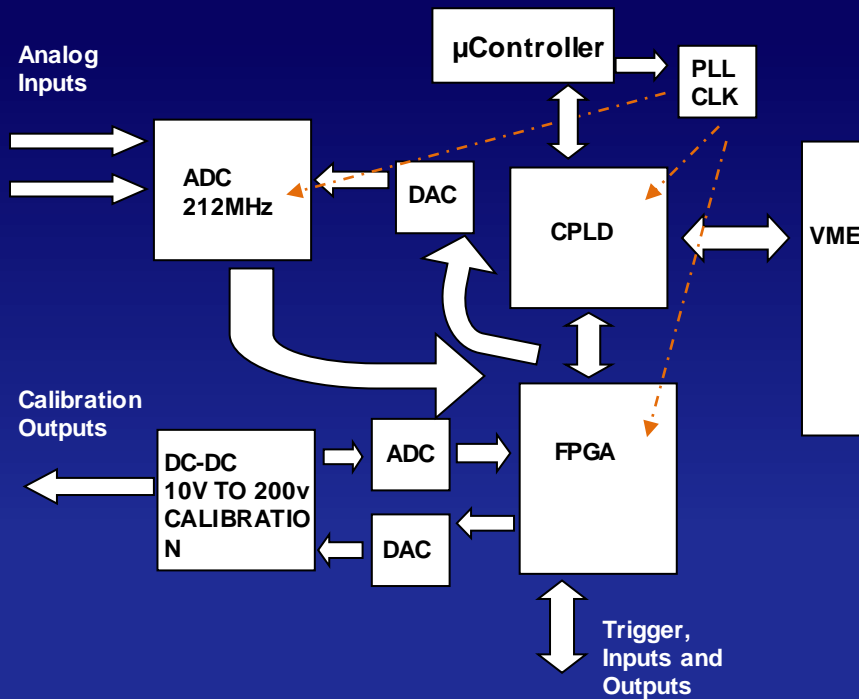 Analog
Inputs
µController
PLL
CLK
ADC
212MHz
DAC
CPLD
VME
Calibration
Outputs
DC-DC
10V TO 200v
CALIBRATIO
N
ADC
DAC
FPGA
Trigger,
Inputs and
Outputs